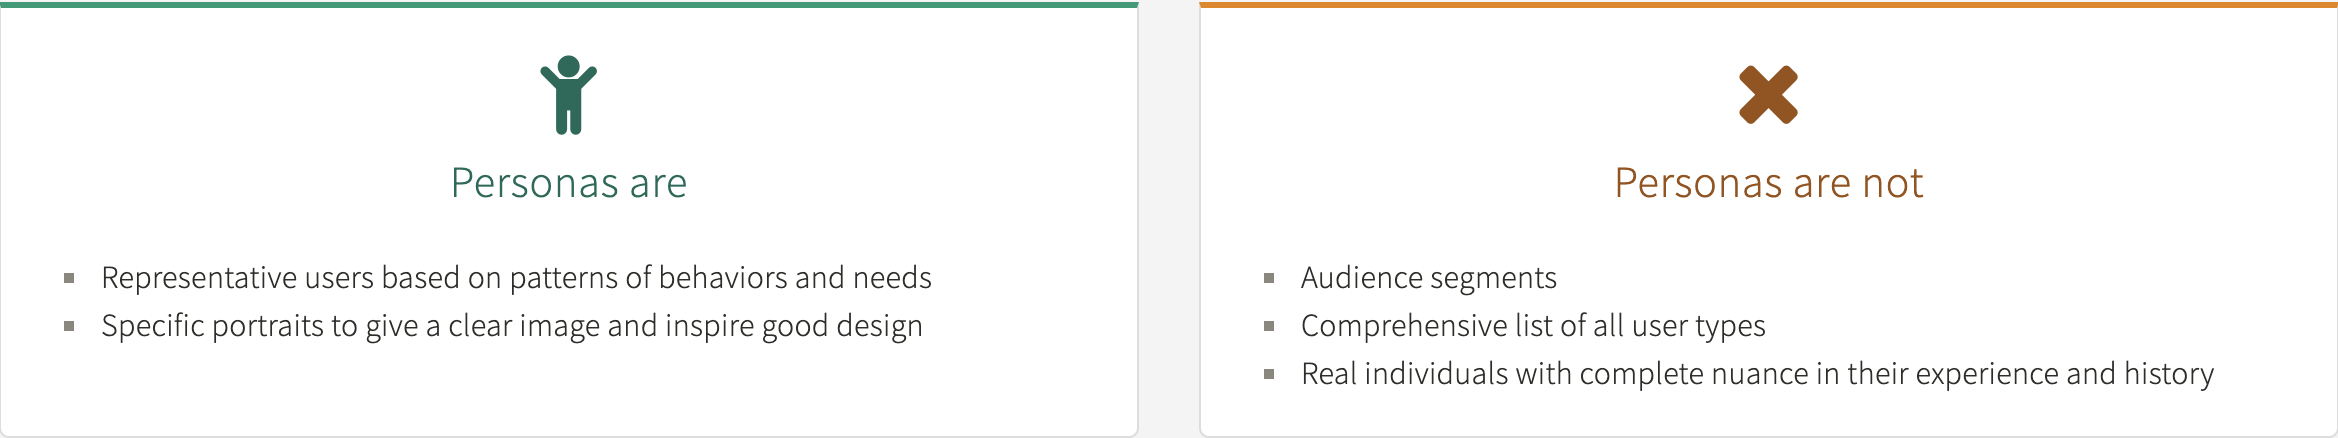 Personas are
Representative users based on patterns of behaviors and needs
Specific portraits to give a clear image and inspire good design
Personas are not
Audience segments
Comprehensive list of all user types
Real individuals with complete nuance in their experience and history